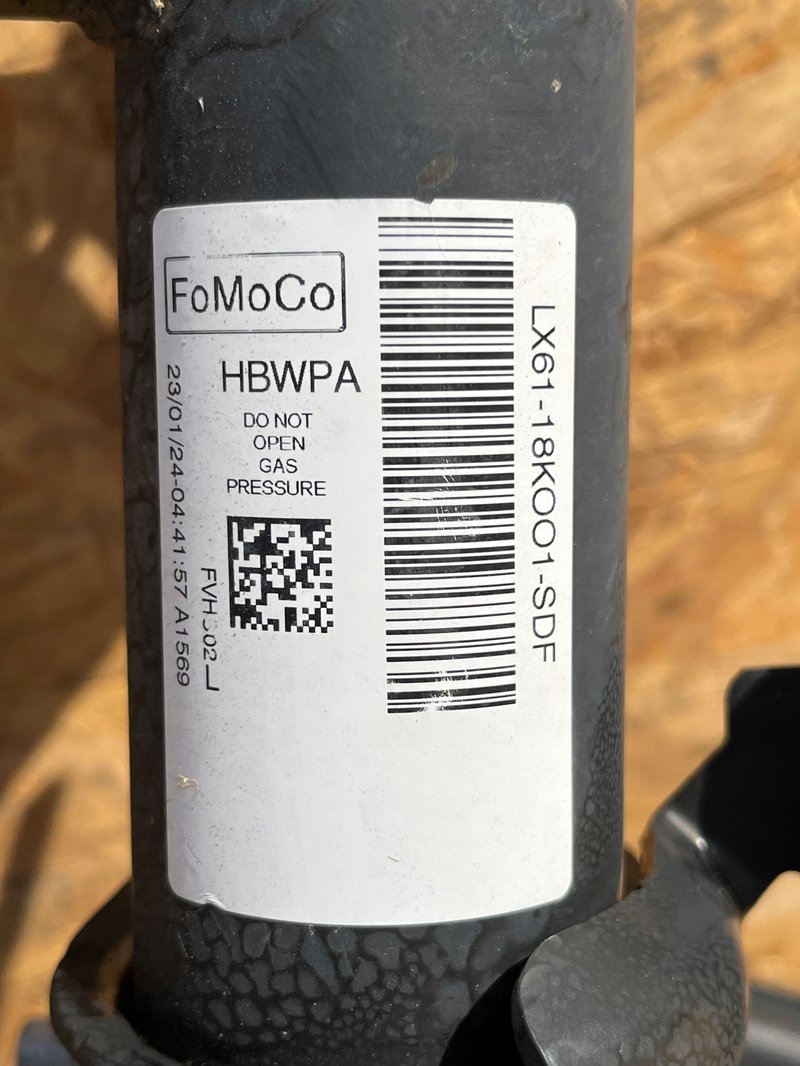 FoMoCo
HBWPA
DO NOT
OPEN
GAS
PRESSURE
23/01/24-04:41:57 A1569
LX61-18K001-SDF